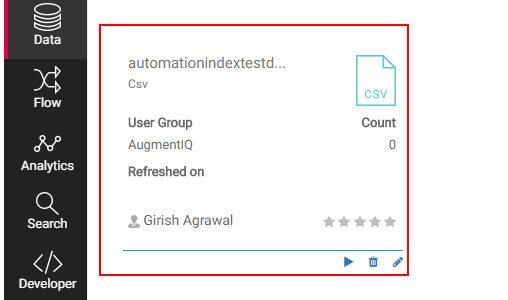 Data
Flow
Analytics
Search
Developer
automationindextestd...
Csv
CSV
User Group Count
AugmentIQ 0
Refreshed on
Girish Agrawal